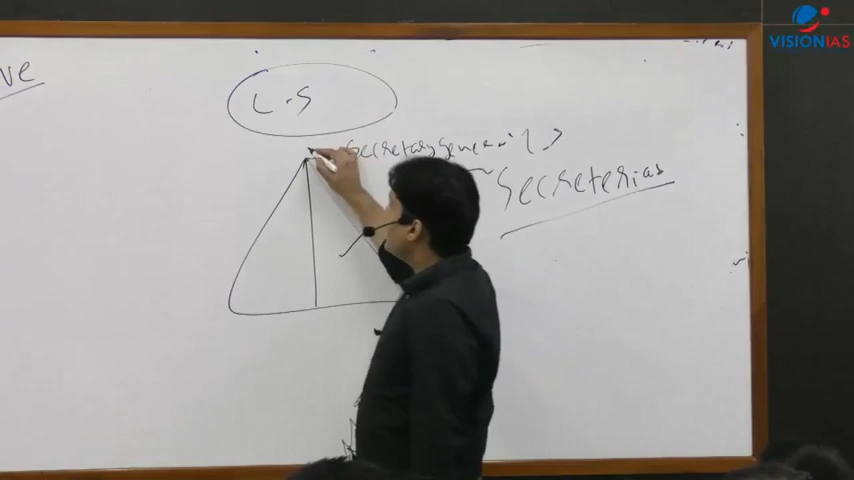 VISIONIAS
ve
L-S
Secretary General
Secreterias